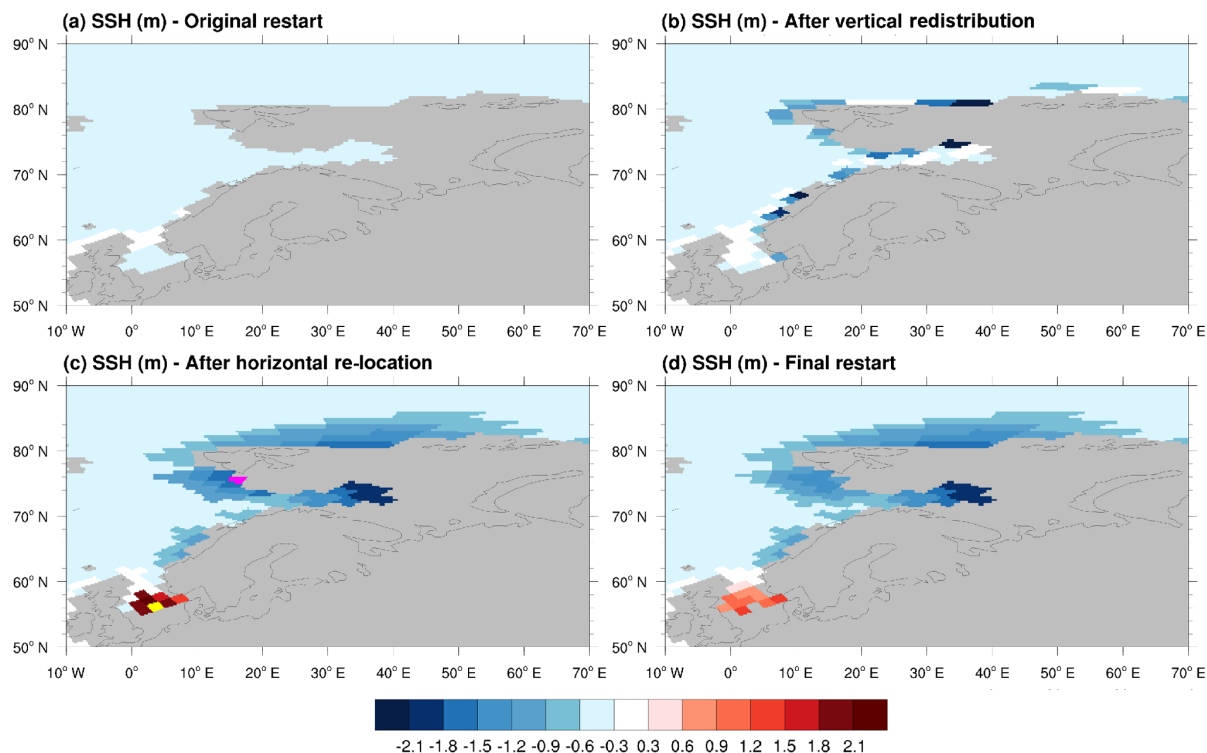 (a) SSH (m) - Original restart
(b) SSH (m) - After vertical redistribution
90° N
80° N
70° N
60° N
50° N
10° W 0° 10° E 20° E 30° E 40° E 50° E 60° E 70° E
90° N
80° N
70° N
60° N
50° N
10° W 0° 10° E 20° E 30° E 40° E 50° E 60° E 70° E
(c) SSH (m) - After horizontal re-location
(d) SSH (m) - Final restart
90° N
80° N
70° N
60° N
50° N
10° W 0° 10° E 20° E 30° E 40° E 50° E 60° E 70° E
90° N
80° N
70° N
60° N
50° N
10° W 0° 10° E 20° E 30° E 40° E 50° E 60° E 70° E
-2.1 -1.8 -1.5 -1.2 -0.9 -0.6 -0.3 0.3 0.6 0.9 1.2 1.5 1.8 2.1